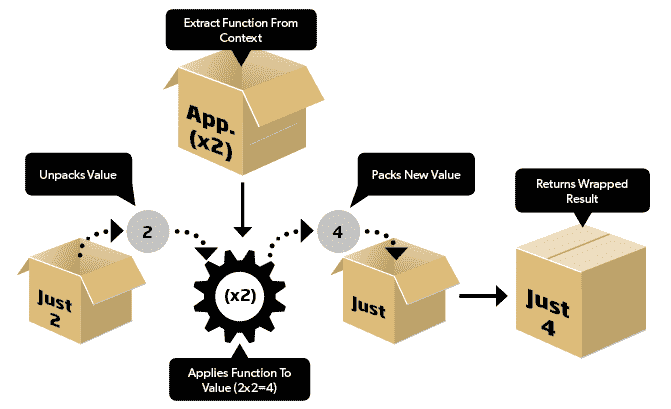 Extract Function From
Context
App.
(x2)
Unpacks Value
2
Just
2
(x2)
Applies Function To
Value (2x2=4)
Packs New Value
4
Just
Returns Wrapped
Result
Just
4